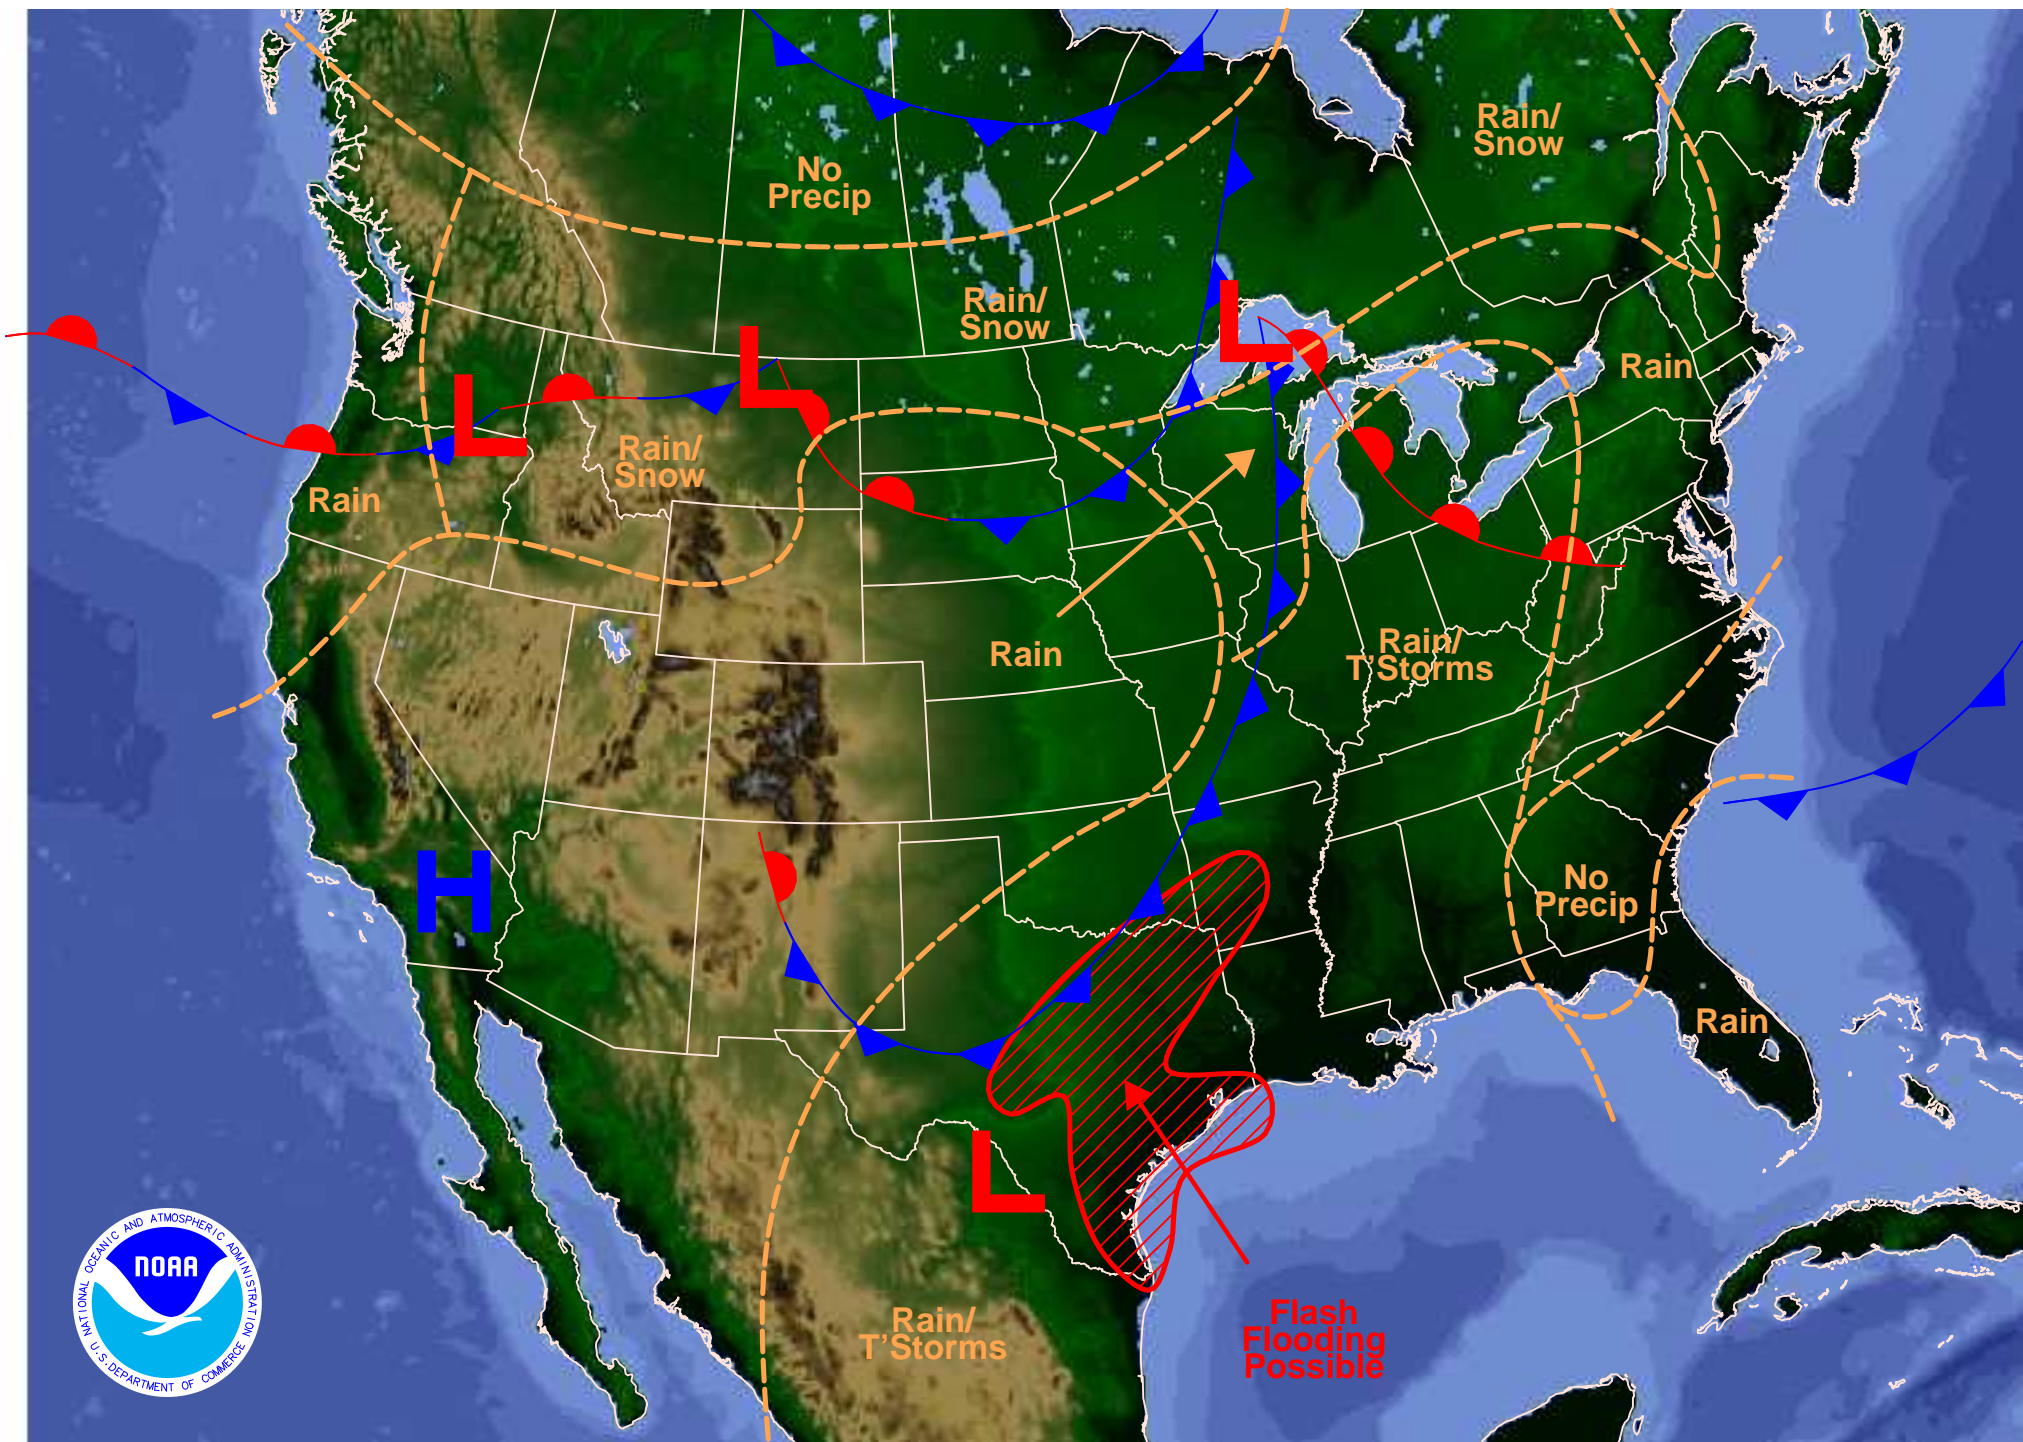 Rain/
Snow
No
Precip
Rain/
Snow
L
L
L
Rain
Rain/
Snow
Rain
Rain
Rain/
T'Storms
H
No
Precip
Rain
L
NATIONAL OCEANIC AND ATMOSPHERIC ADMINISTRATION
NOAA
U.S. DEPARTMENT OF COMMERCE
Rain/
T'Storms
Flash
Flooding
Possible